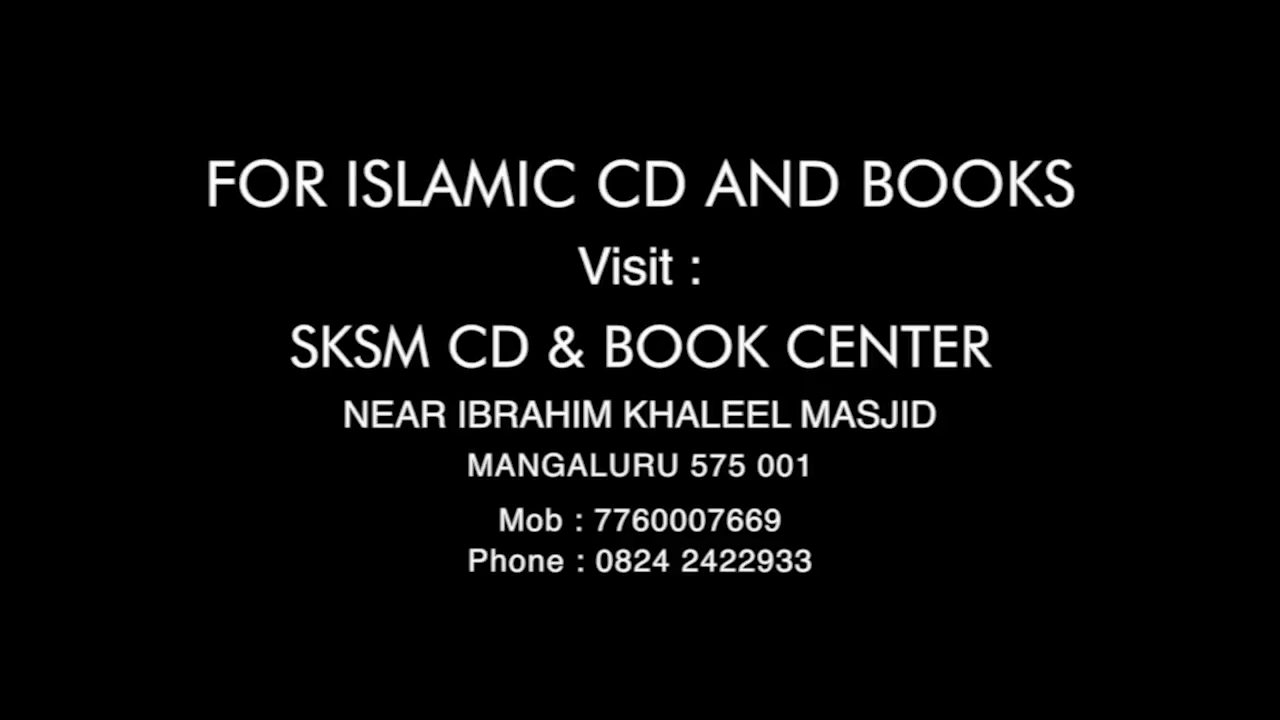 FOR ISLAMIC CD AND BOOKS
Visit :
SKSM CD & BOOK CENTER
NEAR IBRAHIM KHALEEL MASJID
MANGALURU 575 001
Mob : 7760007669
Phone : 0824 2422933